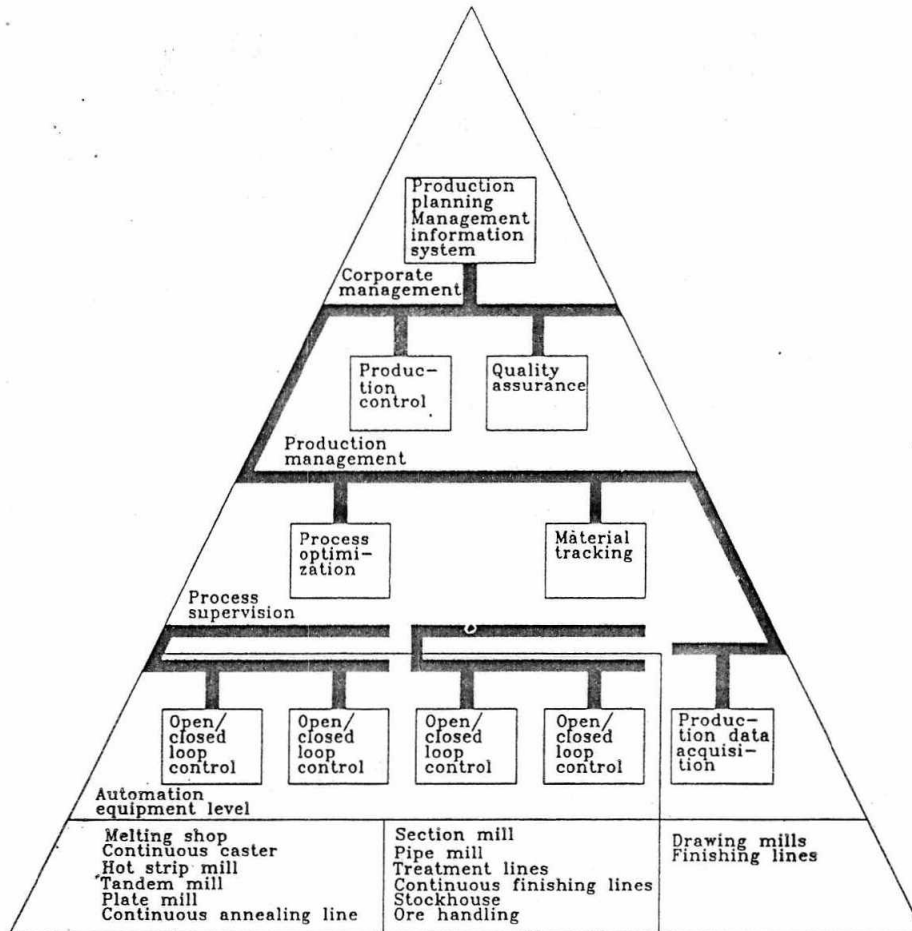 Production
planning
Management
information
system
Corporate
management
Produc-
tion
control
Quality
assurance
Production
management
Process
optimi-
zation
Material
tracking
Process
supervision
Open/
closed
loop
control
Open/
closed
loop
control
Open/
closed
loop
control
Open/
closed
loop
control
Produc-
tion data
acquisi-
tion
Automation
equipment level
Melting shop
Continuous caster
Hot strip mill
Tandem mill
Plate mill
Continuous annealing line
Section mill
Pipe mill
Treatment lines
Continuous finishing lines
Stockhouse
Ore handling
Drawing mills
Finishing lines